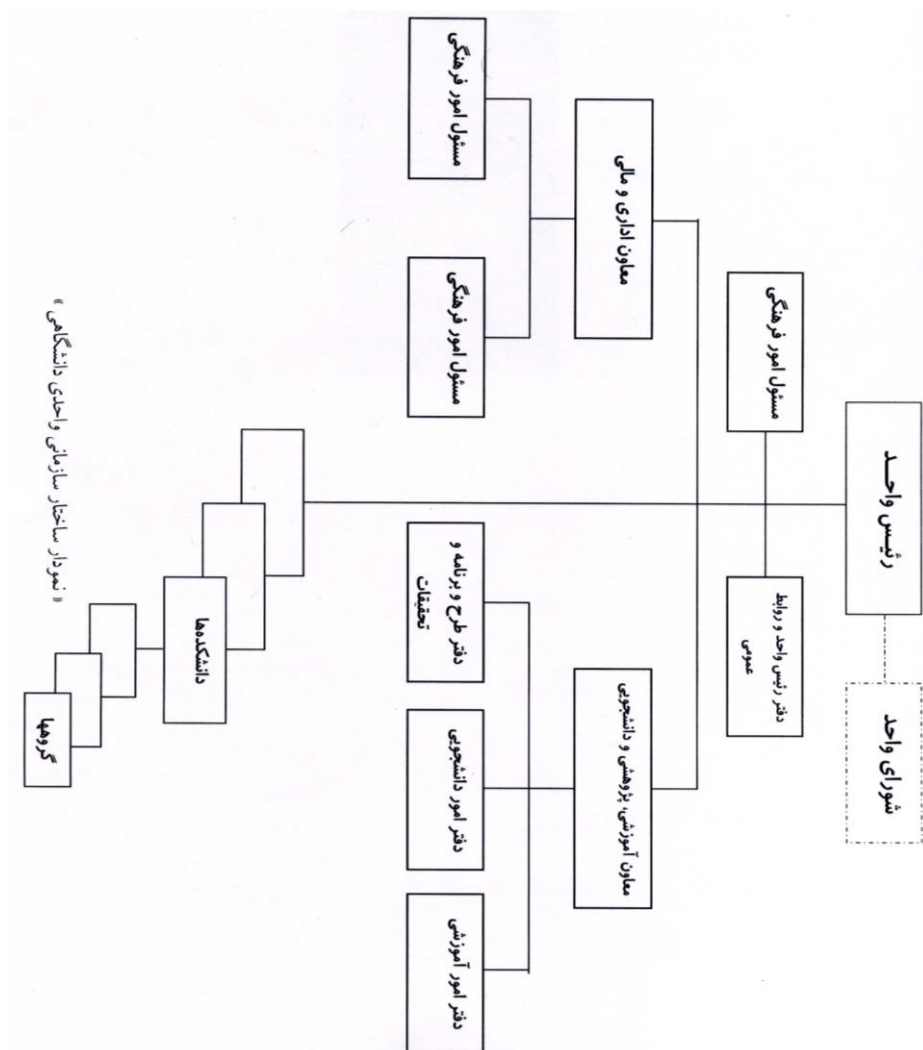 رئیس واحد
شورای واحد
دفتر رئیس واحد و روابط
عمومی
مسئول امور فرهنگی
معاون آموزشی، پژوهشی و دانشجویی
معاون اداری و مالی
دفتر امور آموزشی
دفتر امور دانشجویی
دفتر طرح و برنامه و
تحقیقات
مسئول امور فرهنگی
مسئول امور فرهنگی
دانشکده‌ها
گروهها
« نمودار ساختار سازمانی واحدی دانشگاهی »